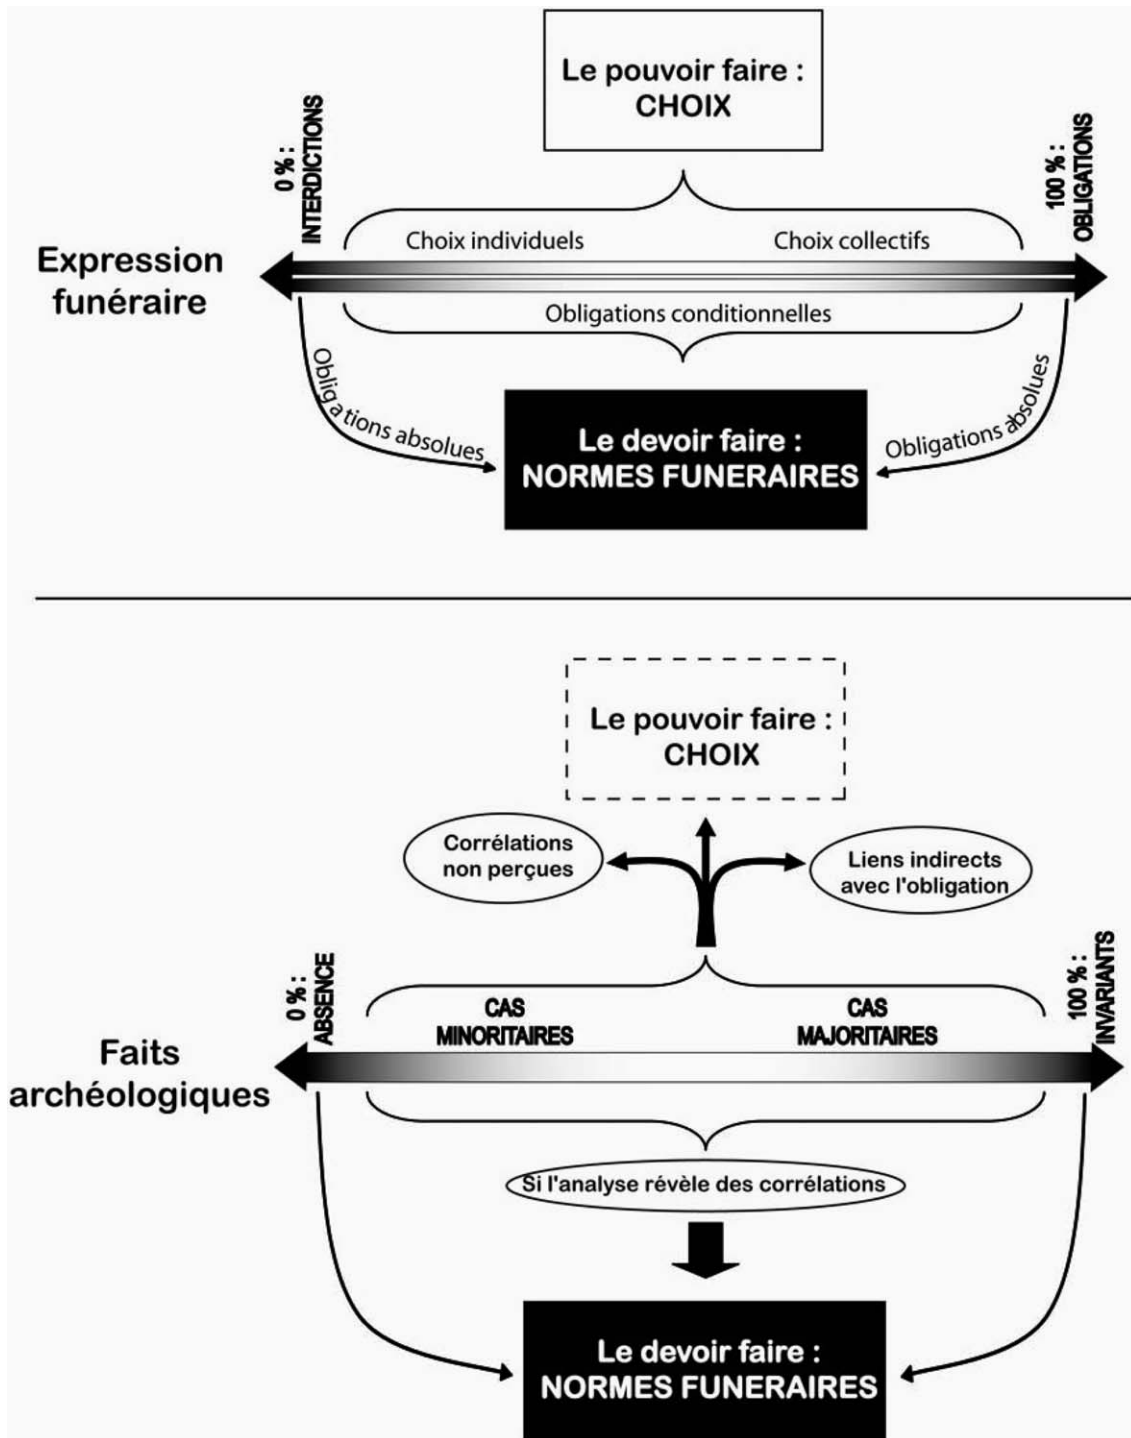 Le pouvoir faire :
CHOIX
0 % :
INTERDICTIONS
100 % :
OBLIGATIONS
Choix individuels
Choix collectifs
Expression
funéraire
Obligations conditionnelles
Obligations absolues
Obligations absolues
Le devoir faire :
NORMES FUNERAIRES
Le pouvoir faire :
CHOIX
Corrélations
non perçues
Liens indirects
avec l'obligation
0 % :
ABSENCE
100 % :
INVARIANTS
CAS
MINORITAIRES
CAS
MAJORITAIRES
Faits
archéologiques
Si l'analyse révèle des corrélations
Le devoir faire :
NORMES FUNERAIRES